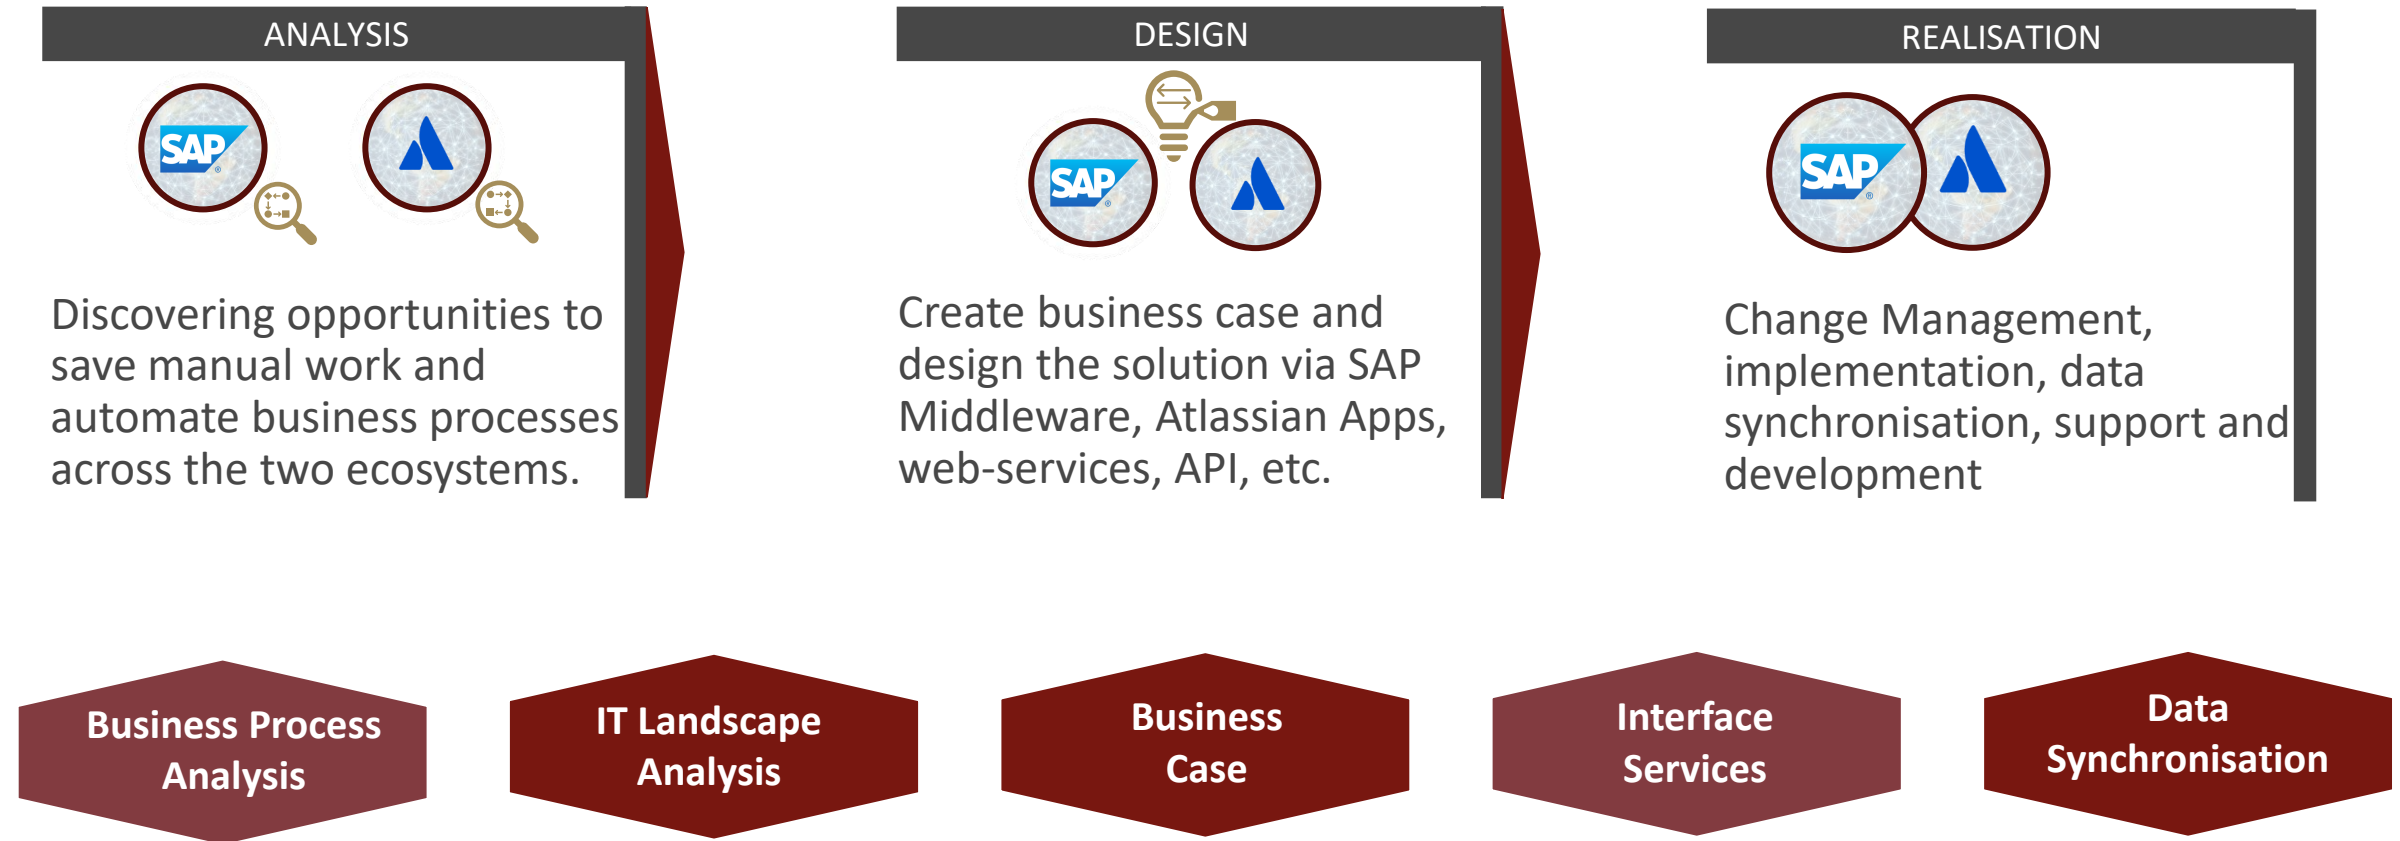 ANALYSIS
SAP
®
Discovering opportunities to
save manual work and
automate business processes
across the two ecosystems.
DESIGN
SAP
®
Create business case and
design the solution via SAP
Middleware, Atlassian Apps,
web-services, API, etc.
REALISATION
SAP
®
Change Management,
implementation, data
synchronisation, support and
development
Business Process
Analysis
IT Landscape
Analysis
Business
Case
Interface
Services
Data
Synchronisation